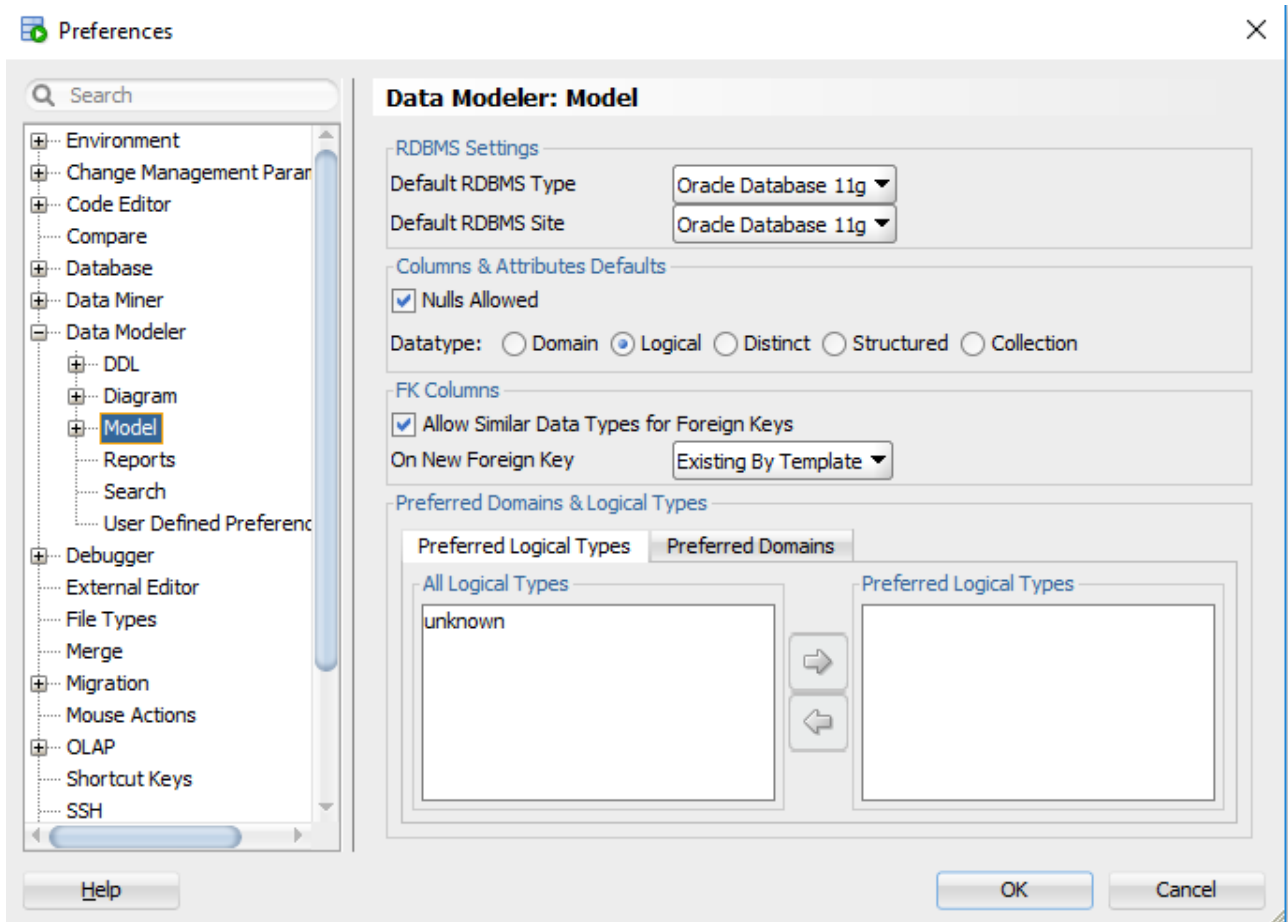 Preferences
Search
Environment
Change Management Param
Code Editor
Compare
Database
Data Miner
Data Modeler
DDL
Diagram
Model
Reports
Search
User Defined Preferenc
Debugger
External Editor
File Types
Merge
Migration
Mouse Actions
OLAP
Shortcut Keys
SSH
Help
Data Modeler: Model
RDBMS Settings
Default RDBMS Type Oracle Database 11g
Default RDBMS Site Oracle Database 11g
Columns & Attributes Defaults
Nulls Allowed
Datatype: Domain Logical Distinct Structured Collection
FK Columns
Allow Similar Data Types for Foreign Keys
On New Foreign Key Existing By Template
Preferred Domains & Logical Types
Preferred Logical Types Preferred Domains
All Logical Types Preferred Logical Types
unknown
OK Cancel